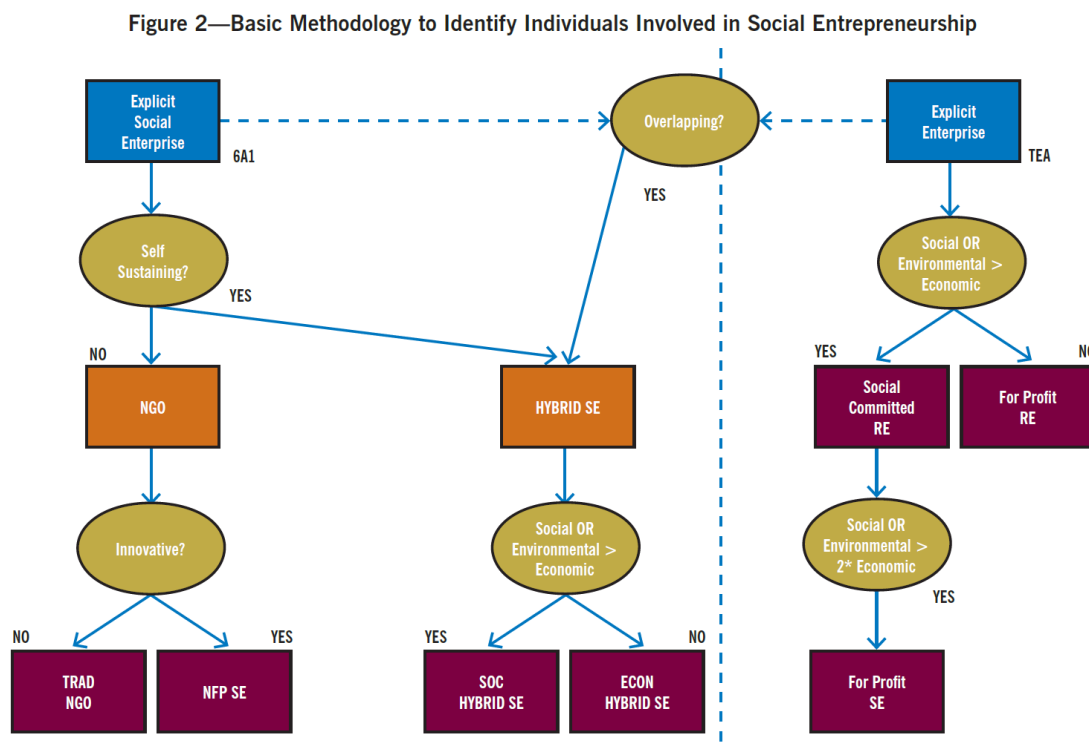 Figure 2—Basic Methodology to Identify Individuals Involved in Social Entrepreneurship
Explicit
Social
Enterprise
6A1
Overlapping?
YES
Explicit
Enterprise
TEA
Self
Sustaining?
YES
NO
Social OR
Environmental >
Economic
YES
NO
NGO
HYBRID SE
Social
Committed
RE
For Profit
RE
Innovative?
NO
YES
Social OR
Environmental >
Economic
YES
NO
Social OR
Environmental >
2* Economic
YES
TRAD
NGO
NFP SE
SOC
HYBRID SE
ECON
HYBRID SE
For Profit
SE